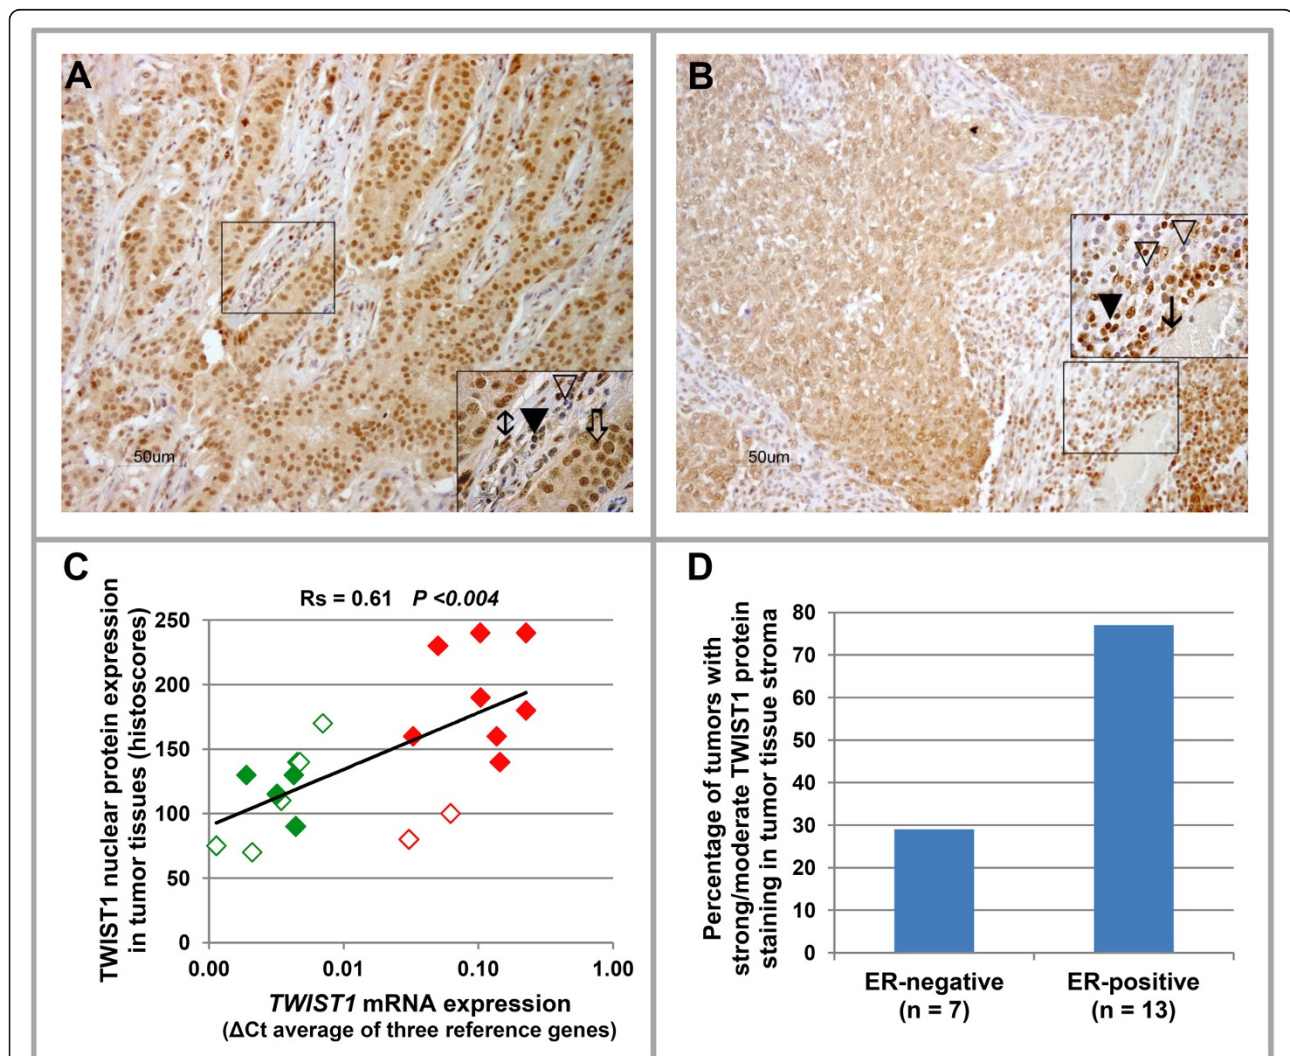 A
50um
B
50um
C
Rs = 0.61 P <0.004
TWIST1 nuclear protein expression
in tumor tissues (histoscores)
250
200
150
100
50
0
0.00 0.01 0.10 1.00
TWIST1 mRNA expression
(ΔCt average of three reference genes)
D
Percentage of tumors with
strong/moderate TWIST1 protein
staining in tumor tissue stroma
80
70
60
50
40
30
20
10
0
ER-negative ER-positive
(n = 7) (n = 13)